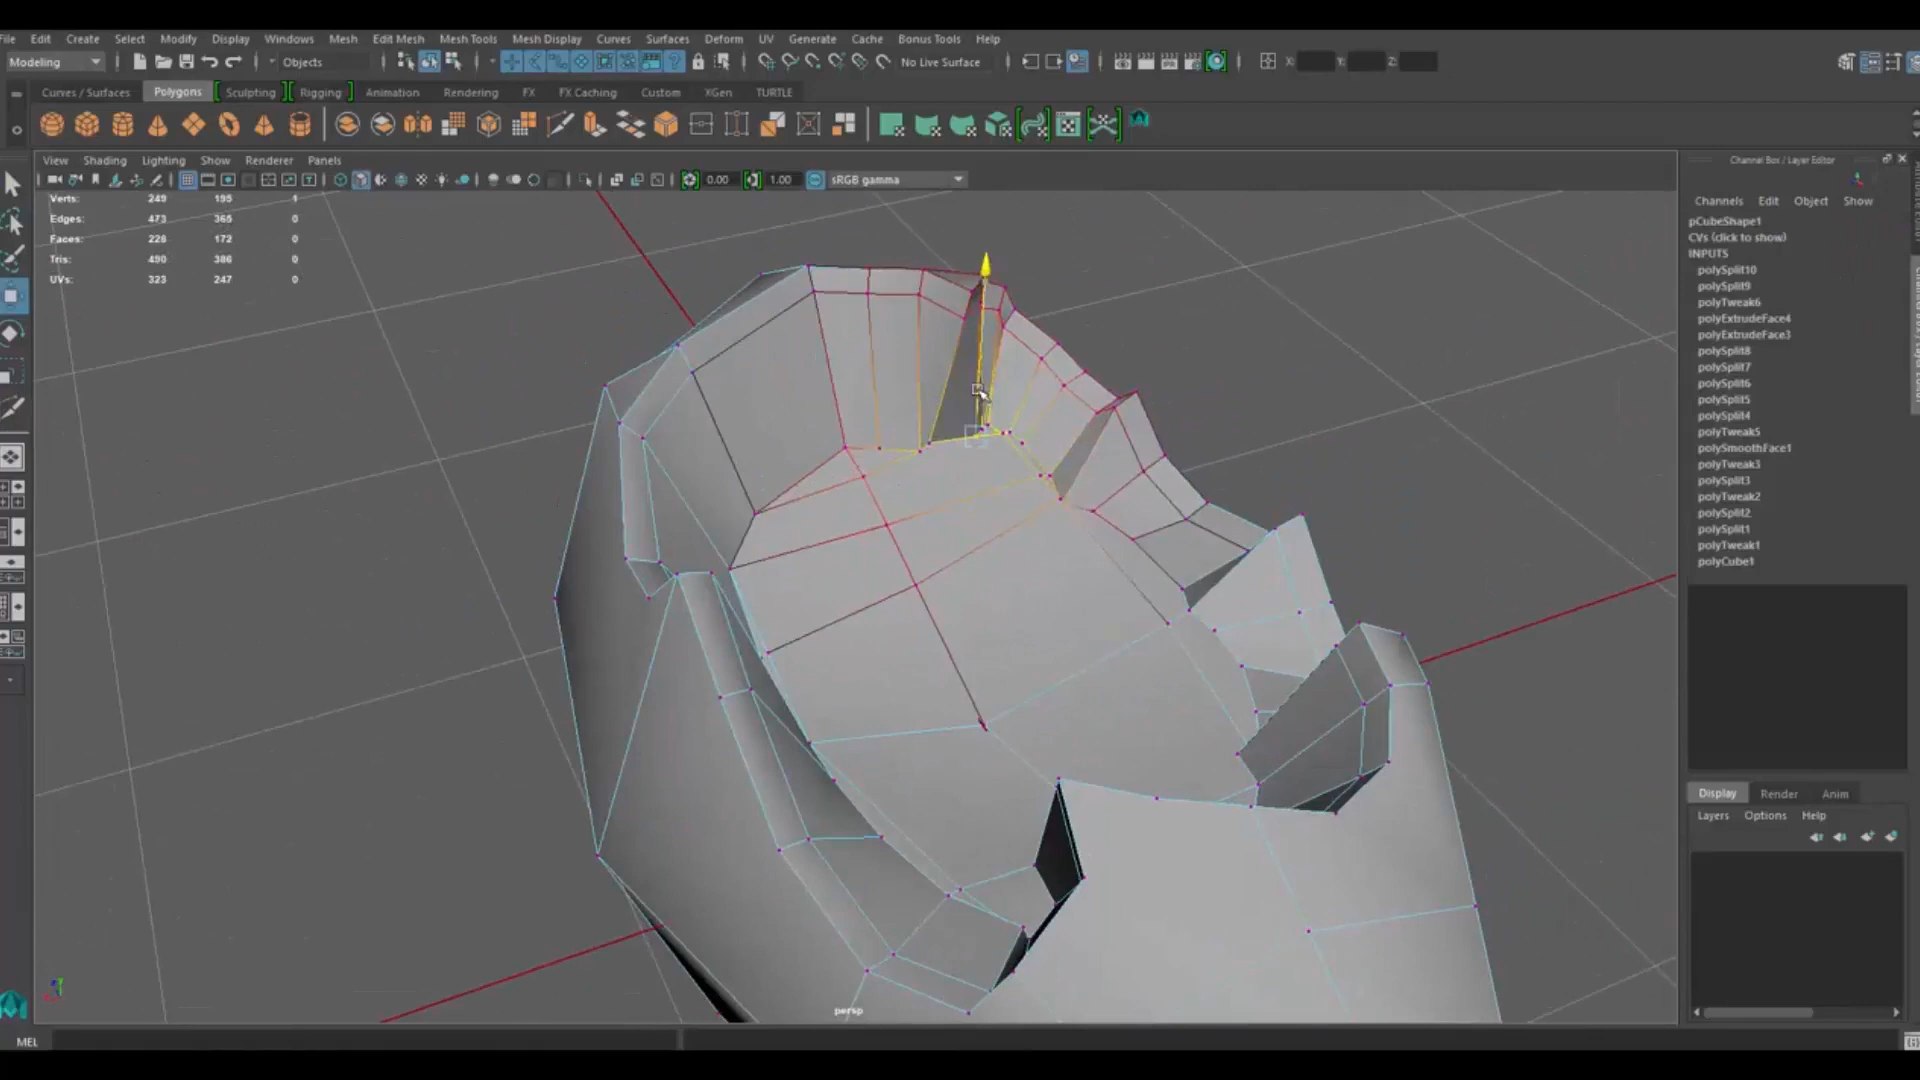 File Edit Create Select Modify Display Windows Mesh Edit Mesh Mesh Tools Mesh Display Curves Surfaces Deform UV Generate Cache Bonus Tools Help
Modeling Objects No Live Surface X: Y: Z:
Curves / Surfaces Polygons Sculpting Rigging Animation Rendering FX FX Caching Custom XGen TURTLE
View Shading Lighting Show Renderer Panels
0.00 1.00 sRGB gamma
Verts: 249 195 1
Edges: 473 365 0
Faces: 228 172 0
Tris: 490 386 0
UVs: 323 247 0
persp
MEL
Channel Box / Layer Editor
Channels Edit Object Show
pCubeShape1
CVs (click to show)
INPUTS
polySplit10
polySplit9
polyTweak6
polyExtrudeFace4
polyExtrudeFace3
polySplit8
polySplit7
polySplit6
polySplit5
polySplit4
polyTweak5
polySmoothFace1
polyTweak3
polySplit3
polyTweak2
polySplit2
polySplit1
polyTweak1
polyCube1
Display Render Anim
Layers Options Help